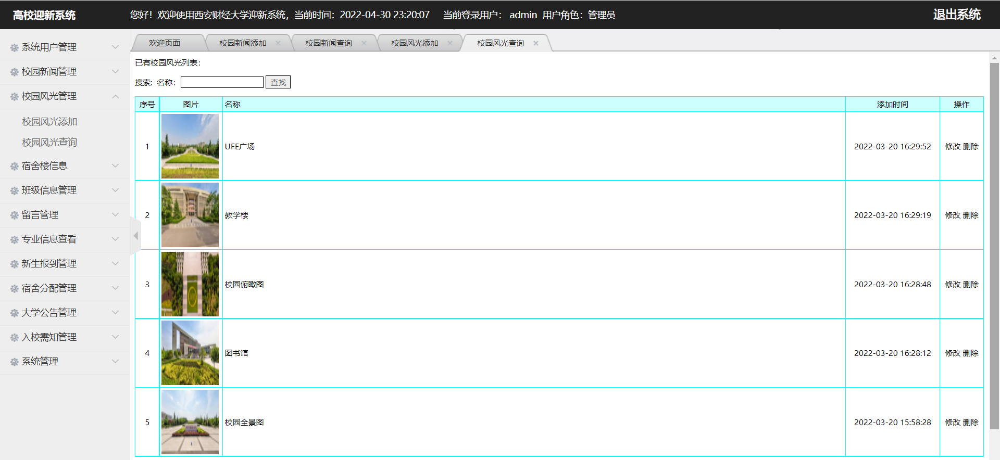 高校迎新系统
您好！欢迎使用西安财经大学迎新系统，当前时间：2022-04-30 23:20:07 当前登录用户： admin 用户角色：管理员
退出系统
系统用户管理
校园新闻管理
校园风光管理
校园风光添加
校园风光查询
宿舍楼信息
班级信息管理
留言管理
专业信息查看
新生报到管理
宿舍分配管理
大学公告管理
入校需知管理
系统管理
欢迎页面 校园新闻添加 校园新闻查询 校园风光添加 校园风光查询
已有校园风光列表：
搜索: 名称： 查找
序号 图片 名称 添加时间 操作
1 UFE广场 2022-03-20 16:29:52 修改 删除
2 教学楼 2022-03-20 16:29:19 修改 删除
3 校园俯瞰图 2022-03-20 16:28:48 修改 删除
4 图书馆 2022-03-20 16:28:12 修改 删除
5 校园全景图 2022-03-20 15:58:28 修改 删除